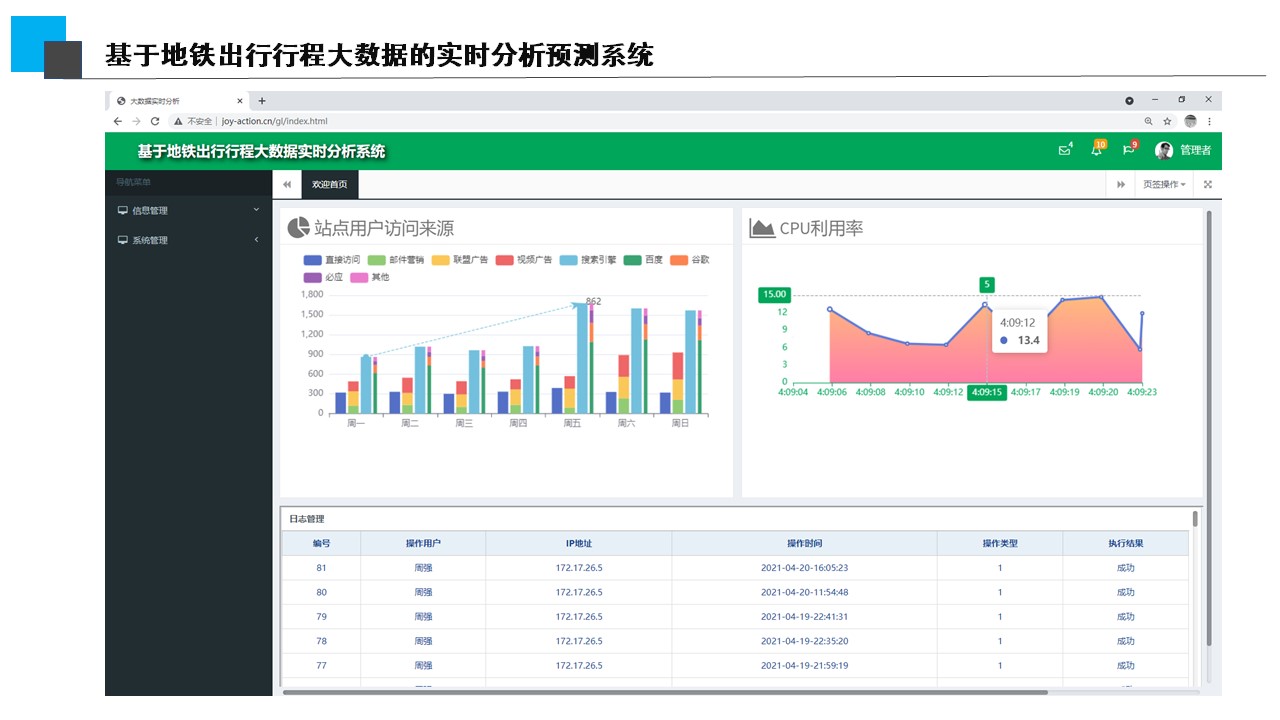 基于地铁出行行程大数据的实时分析预测系统
大数据实时分析
不安全 joy-action.cn/gl/index.html
基于地铁出行行程大数据实时分析系统
4 10 9 管理者
导航菜单
欢迎首页
页签操作
信息管理
系统管理
站点用户访问来源
直接访问 邮件营销 联盟广告 视频广告 搜索引擎 百度 谷歌
必应 其他
1,800
1,500
1,200
900
600
300
0
862
周一 周二 周三 周四 周五 周六 周日
CPU利用率
5
15.00
12
9
6
3
0
4:09:12
13.4
4:09:04 4:09:06 4:09:08 4:09:10 4:09:12 4:09:15 4:09:17 4:09:19 4:09:20 4:09:23
日志管理
编号 操作用户 IP地址 操作时间 操作类型 执行结果
81 周强 172.17.26.5 2021-04-20-16:05:23 1 成功
80 周强 172.17.26.5 2021-04-20-11:54:48 1 成功
79 周强 172.17.26.5 2021-04-19-22:41:31 1 成功
78 周强 172.17.26.5 2021-04-19-22:35:20 1 成功
77 周强 172.17.26.5 2021-04-19-21:59:19 1 成功